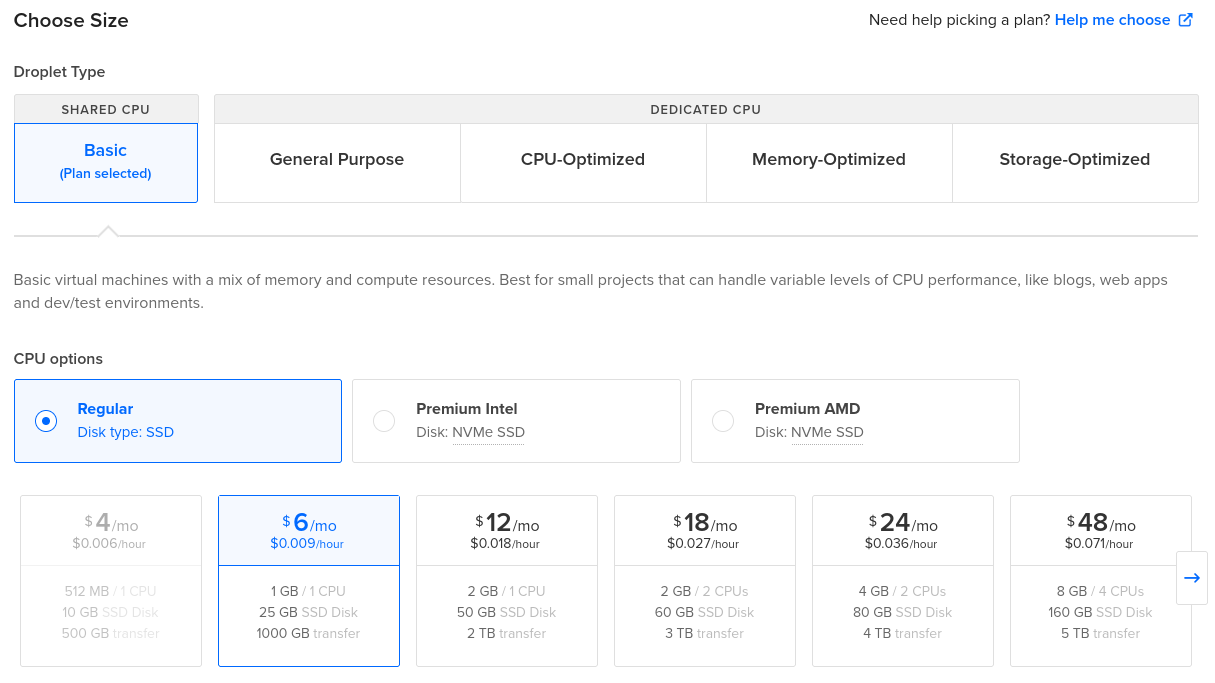 Choose Size
Need help picking a plan? Help me choose
Droplet Type
SHARED CPU
DEDICATED CPU
Basic
(Plan selected)
General Purpose
CPU-Optimized
Memory-Optimized
Storage-Optimized
Basic virtual machines with a mix of memory and compute resources. Best for small projects that can handle variable levels of CPU performance, like blogs, web apps
and dev/test environments.
CPU options
Regular
Disk type: SSD
Premium Intel
Disk: NVMe SSD
Premium AMD
Disk: NVMe SSD
$4/mo
$0.006/hour
512 MB / 1 CPU
10 GB SSD Disk
500 GB transfer
$6/mo
$0.009/hour
1 GB / 1 CPU
25 GB SSD Disk
1000 GB transfer
$12/mo
$0.018/hour
2 GB / 1 CPU
50 GB SSD Disk
2 TB transfer
$18/mo
$0.027/hour
2 GB / 2 CPUs
60 GB SSD Disk
3 TB transfer
$24/mo
$0.036/hour
4 GB / 2 CPUs
80 GB SSD Disk
4 TB transfer
$48/mo
$0.071/hour
8 GB / 4 CPUs
160 GB SSD Disk
5 TB transfer